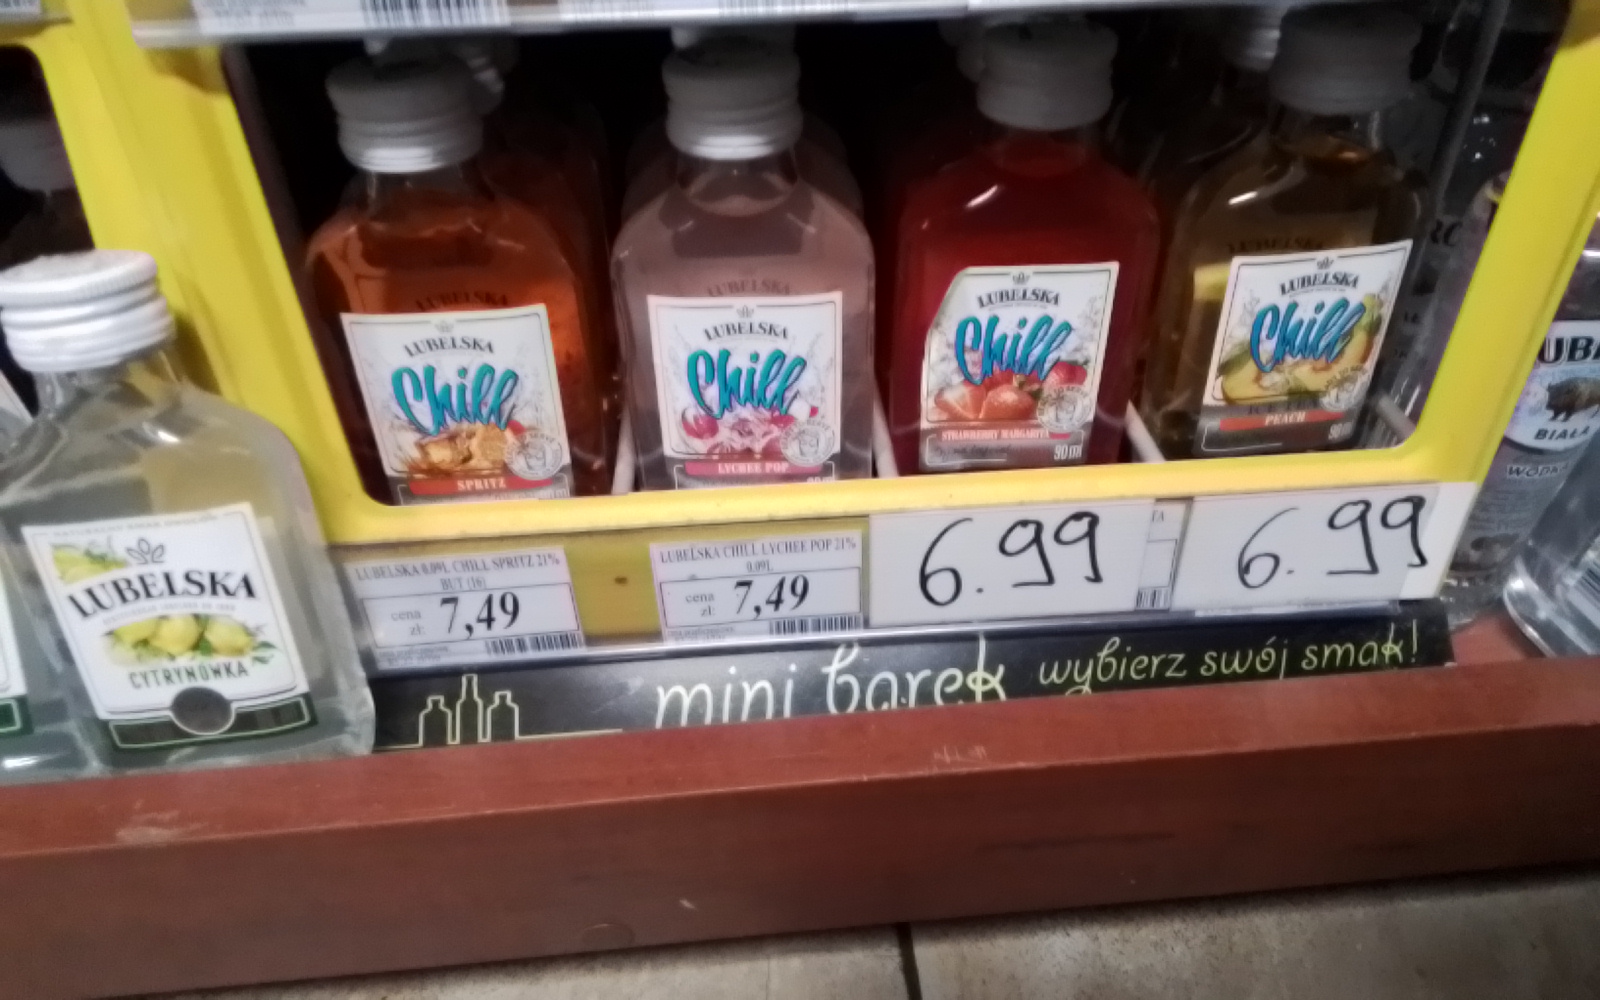 LUBELSKA
Chill
SPRITZ
LUBELSKA
Chill
LYCHEE POP
LUBELSKA
Chill
STRAWBERRY MARGARITA
90 ml
LUBELSKA
Chill
PEACH
LUBELSKA
CYTRYNÓWKA
BIAŁA
WÓDKA
LUBELSKA 0,09L CHILL SPRITZ 21%
BUT (16)
cena
zł:
7,49
LUBELSKA CHILL LYCHEE POP 21%
0,09L
cena
zł:
7,49
6.99
6.99
mini barek wybierz swój smak!